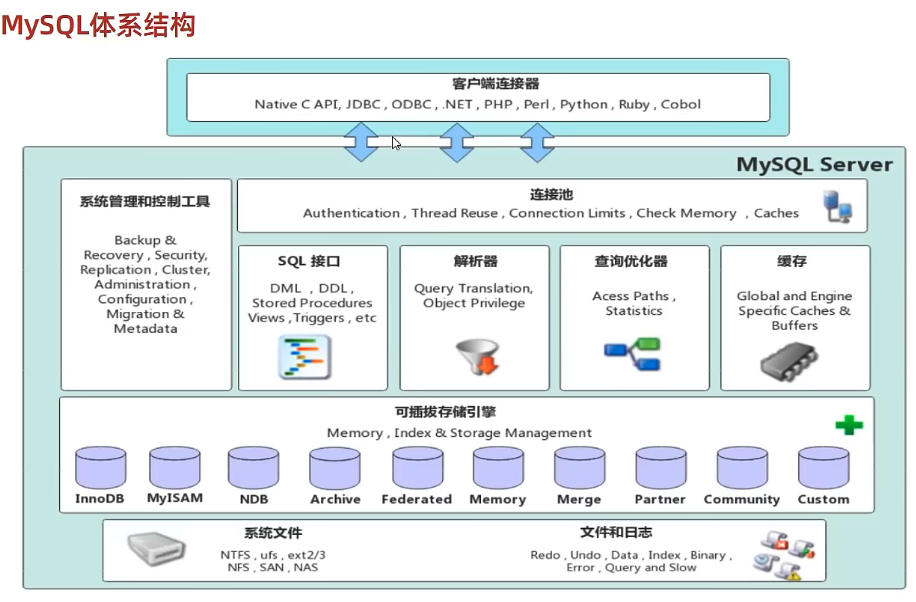 MySQL体系结构
客户端连接器
Native C API, JDBC , ODBC , .NET , PHP , Perl , Python , Ruby , Cobol
MySQL Server
系统管理和控制工具
Backup &
Recovery , Security,
Replication , Cluster,
Administration ,
Configuration ,
Migration &
Metadata
连接池
Authentication , Thread Reuse , Connection Limits , Check Memory , Caches
SQL 接口
DML , DDL ,
Stored Procedures
Views ,Triggers , etc
解析器
Query Translation,
Object Privilege
查询优化器
Acess Paths ,
Statistics
缓存
Global and Engine
Specific Caches &
Buffers
可插拔存储引擎
Memory , Index & Storage Management
InnoDB
MyISAM
NDB
Archive
Federated
Memory
Merge
Partner
Community
Custom
系统文件
NTFS , ufs , ext2/3
NFS , SAN , NAS
文件和日志
Redo , Undo , Data , Index , Binary ,
Error , Query and Slow